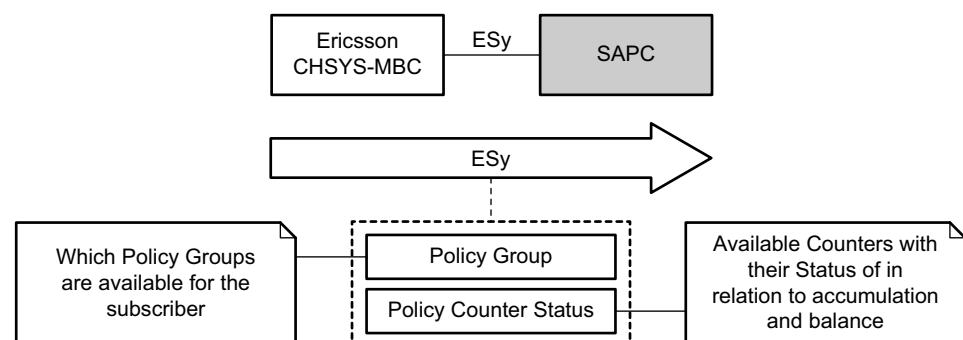 Ericsson
CHSYS-MBC
ESy
SAPC
ESy
Which Policy Groups
are available for the
subscriber
Policy Group
Policy Counter Status
Available Counters with
their Status of in
relation to accumulation
and balance